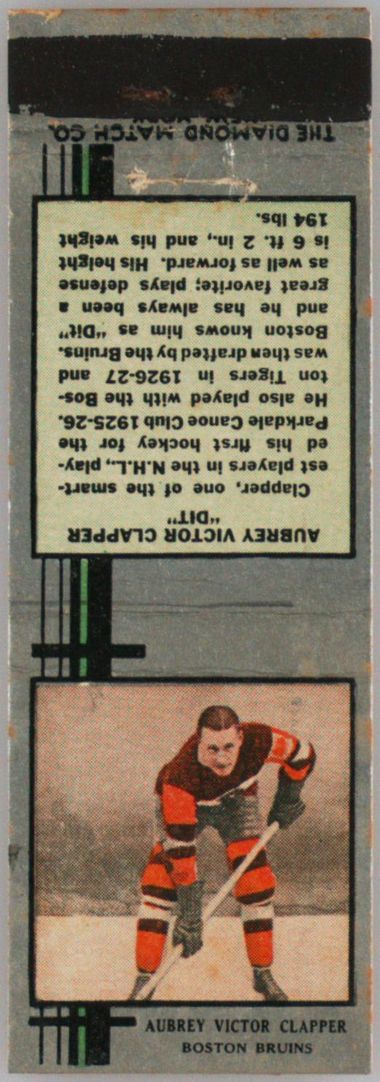 THE DIAMOND MATCH CO.
NEW YORK
AUBREY VICTOR CLAPPER
"DIT"
Clapper, one of the smart-
est players in the N.H.L., play-
ed his first hockey for the
Parkdale Canoe Club 1925-26.
He also played with the Bos-
ton Tigers in 1926-27 and
was then drafted by the Bruins.
Boston knows him as "Dit"
and he has always been a
great favorite; plays defense
as well as forward. His height
is 6 ft. 2 in., and his weight
194 lbs.
AUBREY VICTOR CLAPPER
BOSTON BRUINS